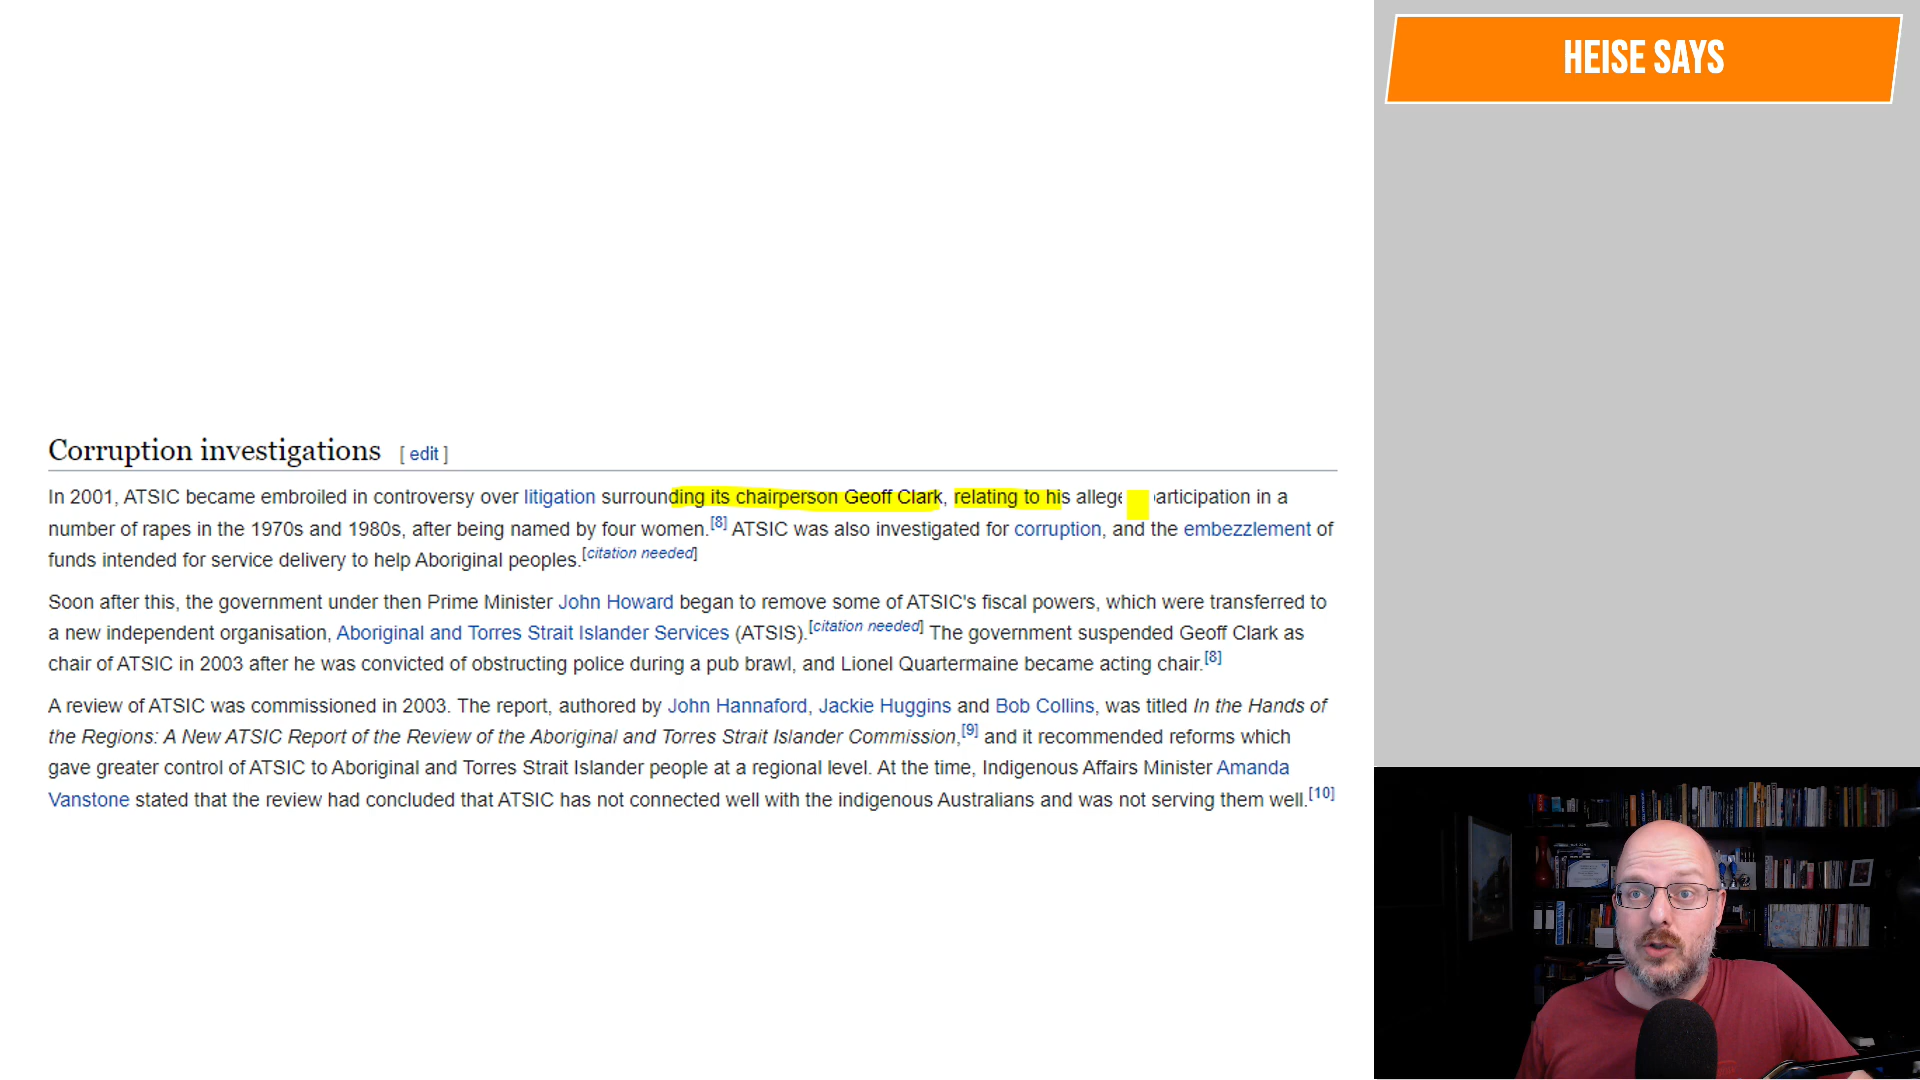 HEISE SAYS
Corruption investigations [ edit ]
In 2001, ATSIC became embroiled in controversy over litigation surrounding its chairperson Geoff Clark, relating to his allege articipation in a
number of rapes in the 1970s and 1980s, after being named by four women.[8] ATSIC was also investigated for corruption, and the embezzlement of
funds intended for service delivery to help Aboriginal peoples.[citation needed]
Soon after this, the government under then Prime Minister John Howard began to remove some of ATSIC's fiscal powers, which were transferred to
a new independent organisation, Aboriginal and Torres Strait Islander Services (ATSIS).[citation needed] The government suspended Geoff Clark as
chair of ATSIC in 2003 after he was convicted of obstructing police during a pub brawl, and Lionel Quartermaine became acting chair.[8]
A review of ATSIC was commissioned in 2003. The report, authored by John Hannaford, Jackie Huggins and Bob Collins, was titled In the Hands of
the Regions: A New ATSIC Report of the Review of the Aboriginal and Torres Strait Islander Commission,[9] and it recommended reforms which
gave greater control of ATSIC to Aboriginal and Torres Strait Islander people at a regional level. At the time, Indigenous Affairs Minister Amanda
Vanstone stated that the review had concluded that ATSIC has not connected well with the indigenous Australians and was not serving them well.[10]